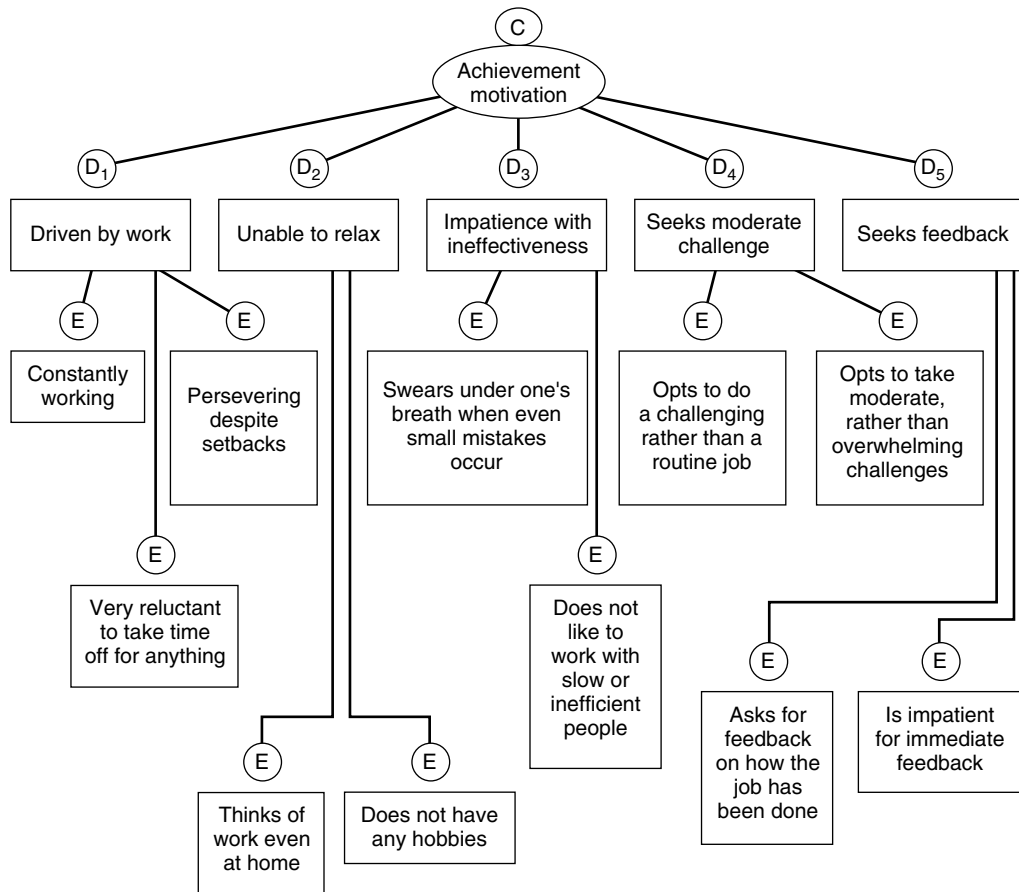 C
Achievement
motivation
D1
D2
D3
D4
D5
Driven by work
Unable to relax
Impatience with
ineffectiveness
Seeks moderate
challenge
Seeks feedback
E
E
E
E
E
Constantly
working
Persevering
despite
setbacks
Swears under one's
breath when even
small mistakes
occur
Opts to do
a challenging
rather than a
routine job
Opts to take
moderate,
rather than
overwhelming
challenges
E
E
Very reluctant
to take time
off for anything
Does not
like to
work with
slow or
inefficient
people
E
E
Asks for
feedback
on how the
job has
been done
Is impatient
for immediate
feedback
E
E
Thinks of
work even
at home
Does not have
any hobbies